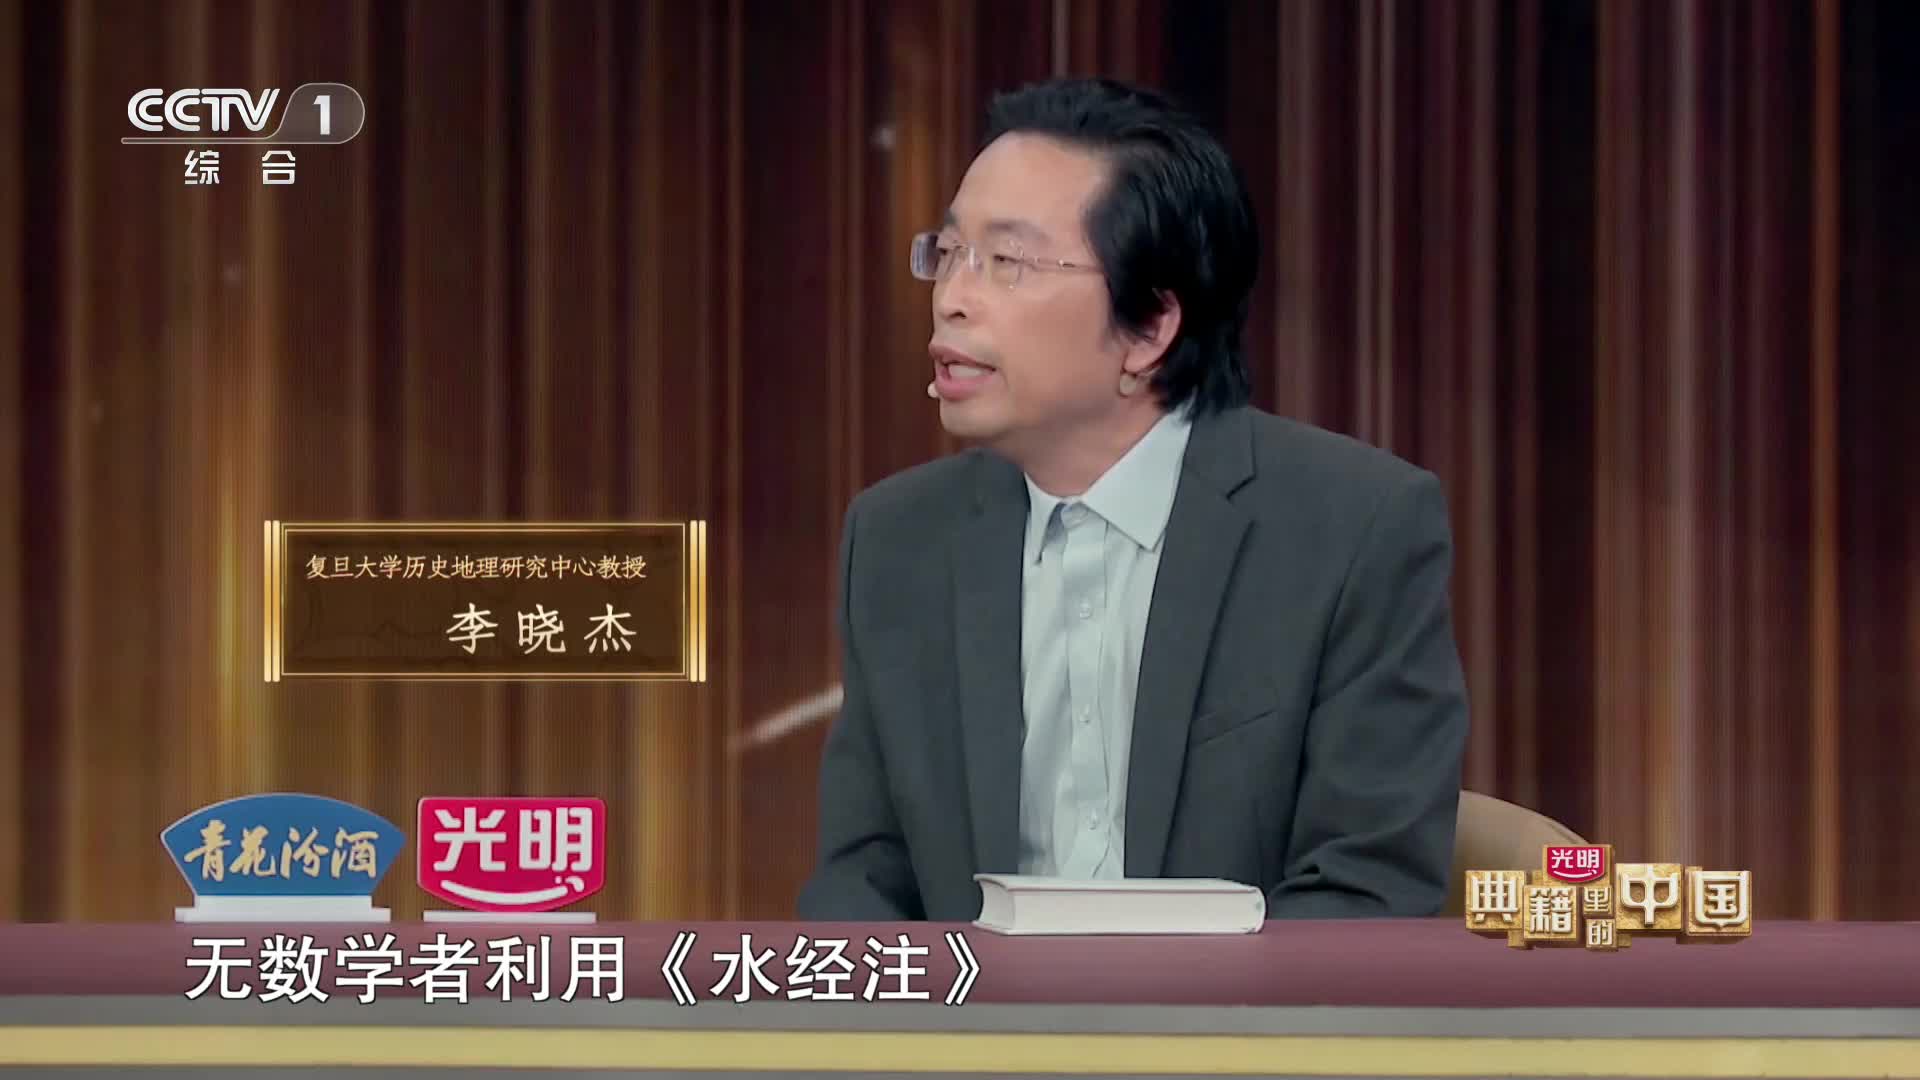 CCTV 1
综合
复旦大学历史地理研究中心教授
李晓杰
青花汾酒
光明
光明
典籍里的中国
无数学者利用《水经注》